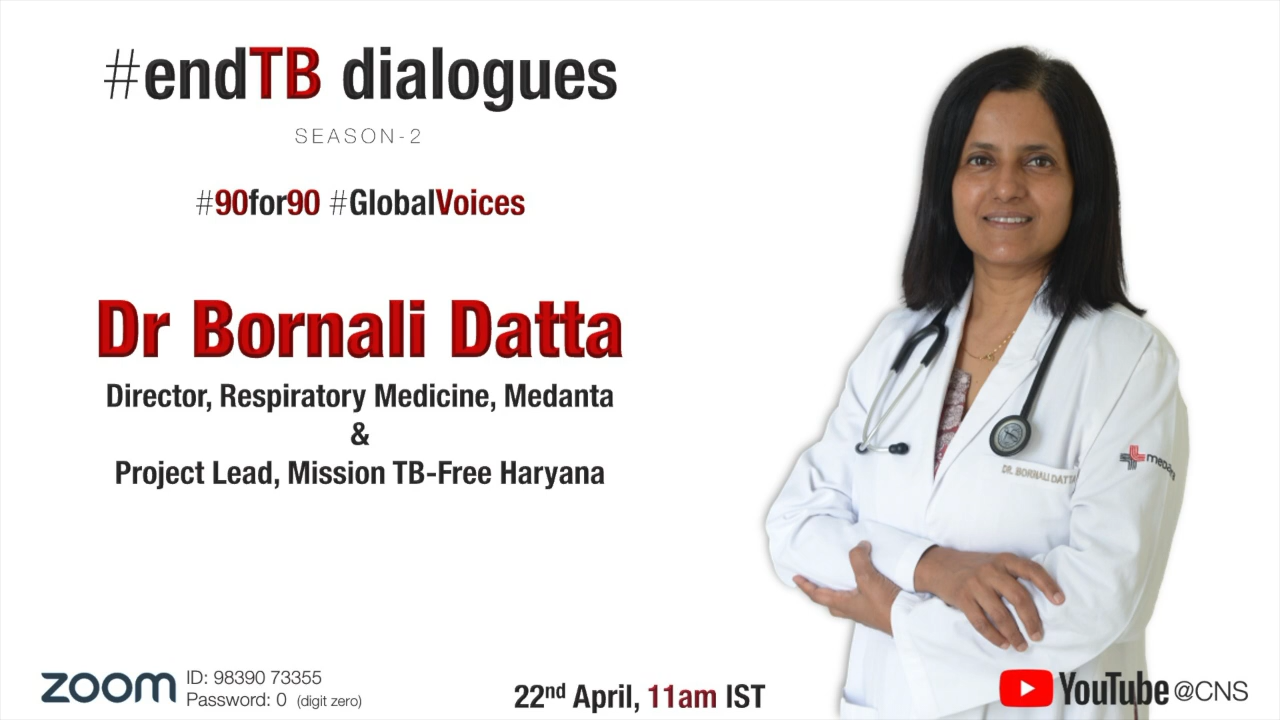 #endTB dialogues
SEASON-2
#90for90 #GlobalVoices
Dr Bornali Datta
Director, Respiratory Medicine, Medanta
&
Project Lead, Mission TB-Free Haryana
DR. BORNALI DATTA
medanta
zoom
ID: 98390 73355
Password: 0 (digit zero)
22nd April, 11am IST
YouTube @CNS